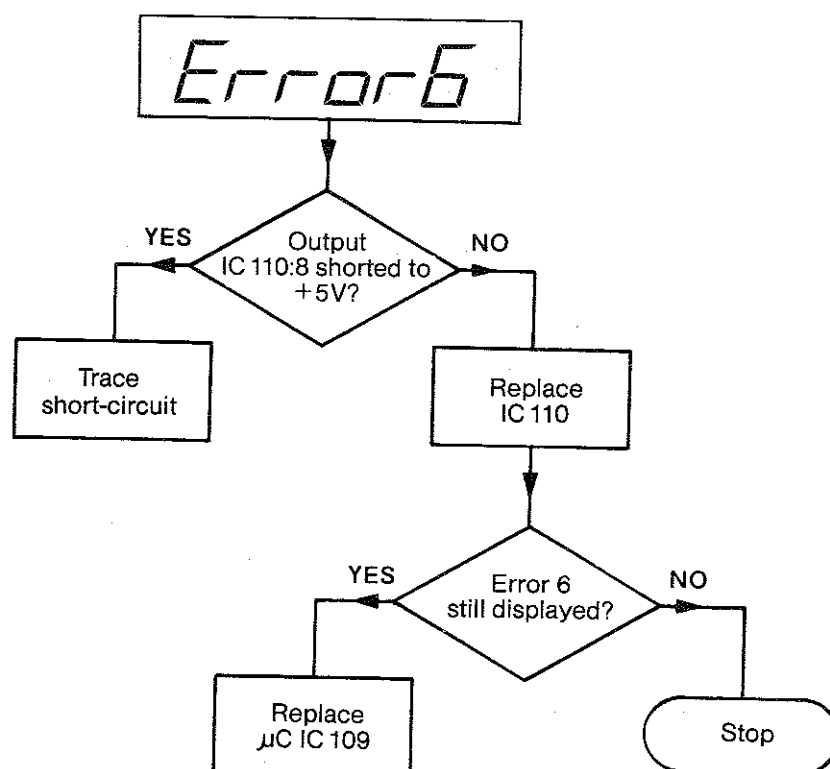 Error6
Output
IC 110:8 shorted to
+5V?
YES
NO
Trace
short-circuit
Replace
IC 110
Error 6
still displayed?
YES
NO
Replace
µC IC 109
Stop